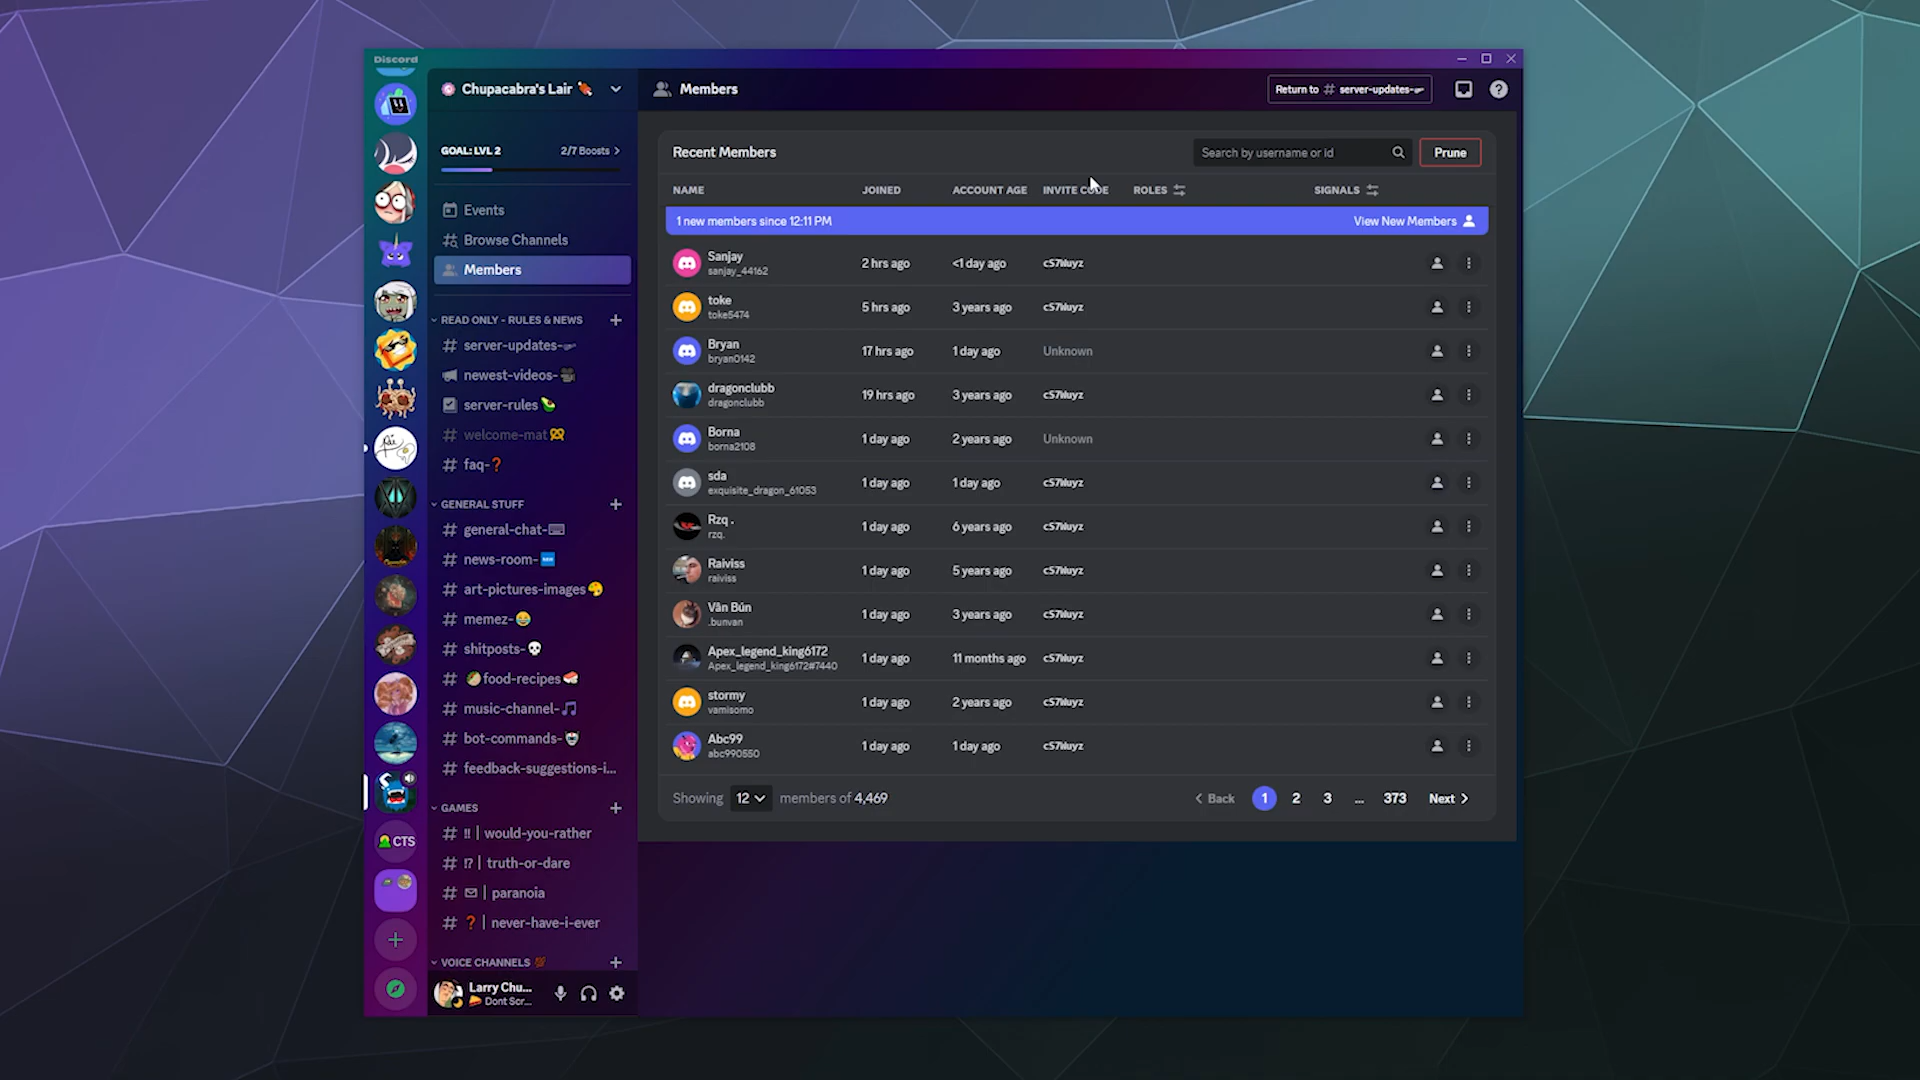 Discord
Chupacabra's Lair
GOAL: LVL 2
2/7 Boosts >
Events
Browse Channels
Members
READ ONLY - RULES & NEWS
server-updates-
newest-videos-
server-rules
welcome-mat
faq-❓
GENERAL STUFF
general-chat-
news-room-
art-pictures-images
memez-
shitposts-
food-recipes
music-channel-
bot-commands-
feedback-suggestions-i...
GAMES
‼ | would-you-rather
⁉ | truth-or-dare
| paranoia
❓ | never-have-i-ever
VOICE CHANNELS 💯
CTS
Larry Chu...
Dont Scr...
Members
Return to # server-updates-
Recent Members
Search by username or id
Prune
NAME JOINED ACCOUNT AGE INVITE CODE ROLES SIGNALS
1 new members since 12:11 PM
View New Members
Sanjay
sanjay_44162
2 hrs ago <1 day ago cS7Wuyz
toke
toke5474
5 hrs ago 3 years ago cS7Wuyz
Bryan
bryan0142
17 hrs ago 1 day ago Unknown
dragonclubb
dragonclubb
19 hrs ago 3 years ago cS7Wuyz
Borna
borna2108
1 day ago 2 years ago Unknown
sda
exquisite_dragon_61053
1 day ago 1 day ago cS7Wuyz
Rzq .
rzq.
1 day ago 6 years ago cS7Wuyz
Raiviss
raiviss
1 day ago 5 years ago cS7Wuyz
Văn Bún
.bunvan
1 day ago 3 years ago cS7Wuyz
Apex_legend_king6172
Apex_legend_king6172#7440
1 day ago 11 months ago cS7Wuyz
stormy
vamisomo
1 day ago 2 years ago cS7Wuyz
Abc99
abc990550
1 day ago 1 day ago cS7Wuyz
Showing 12 members of 4,469
< Back 1 2 3 ... 373 Next >